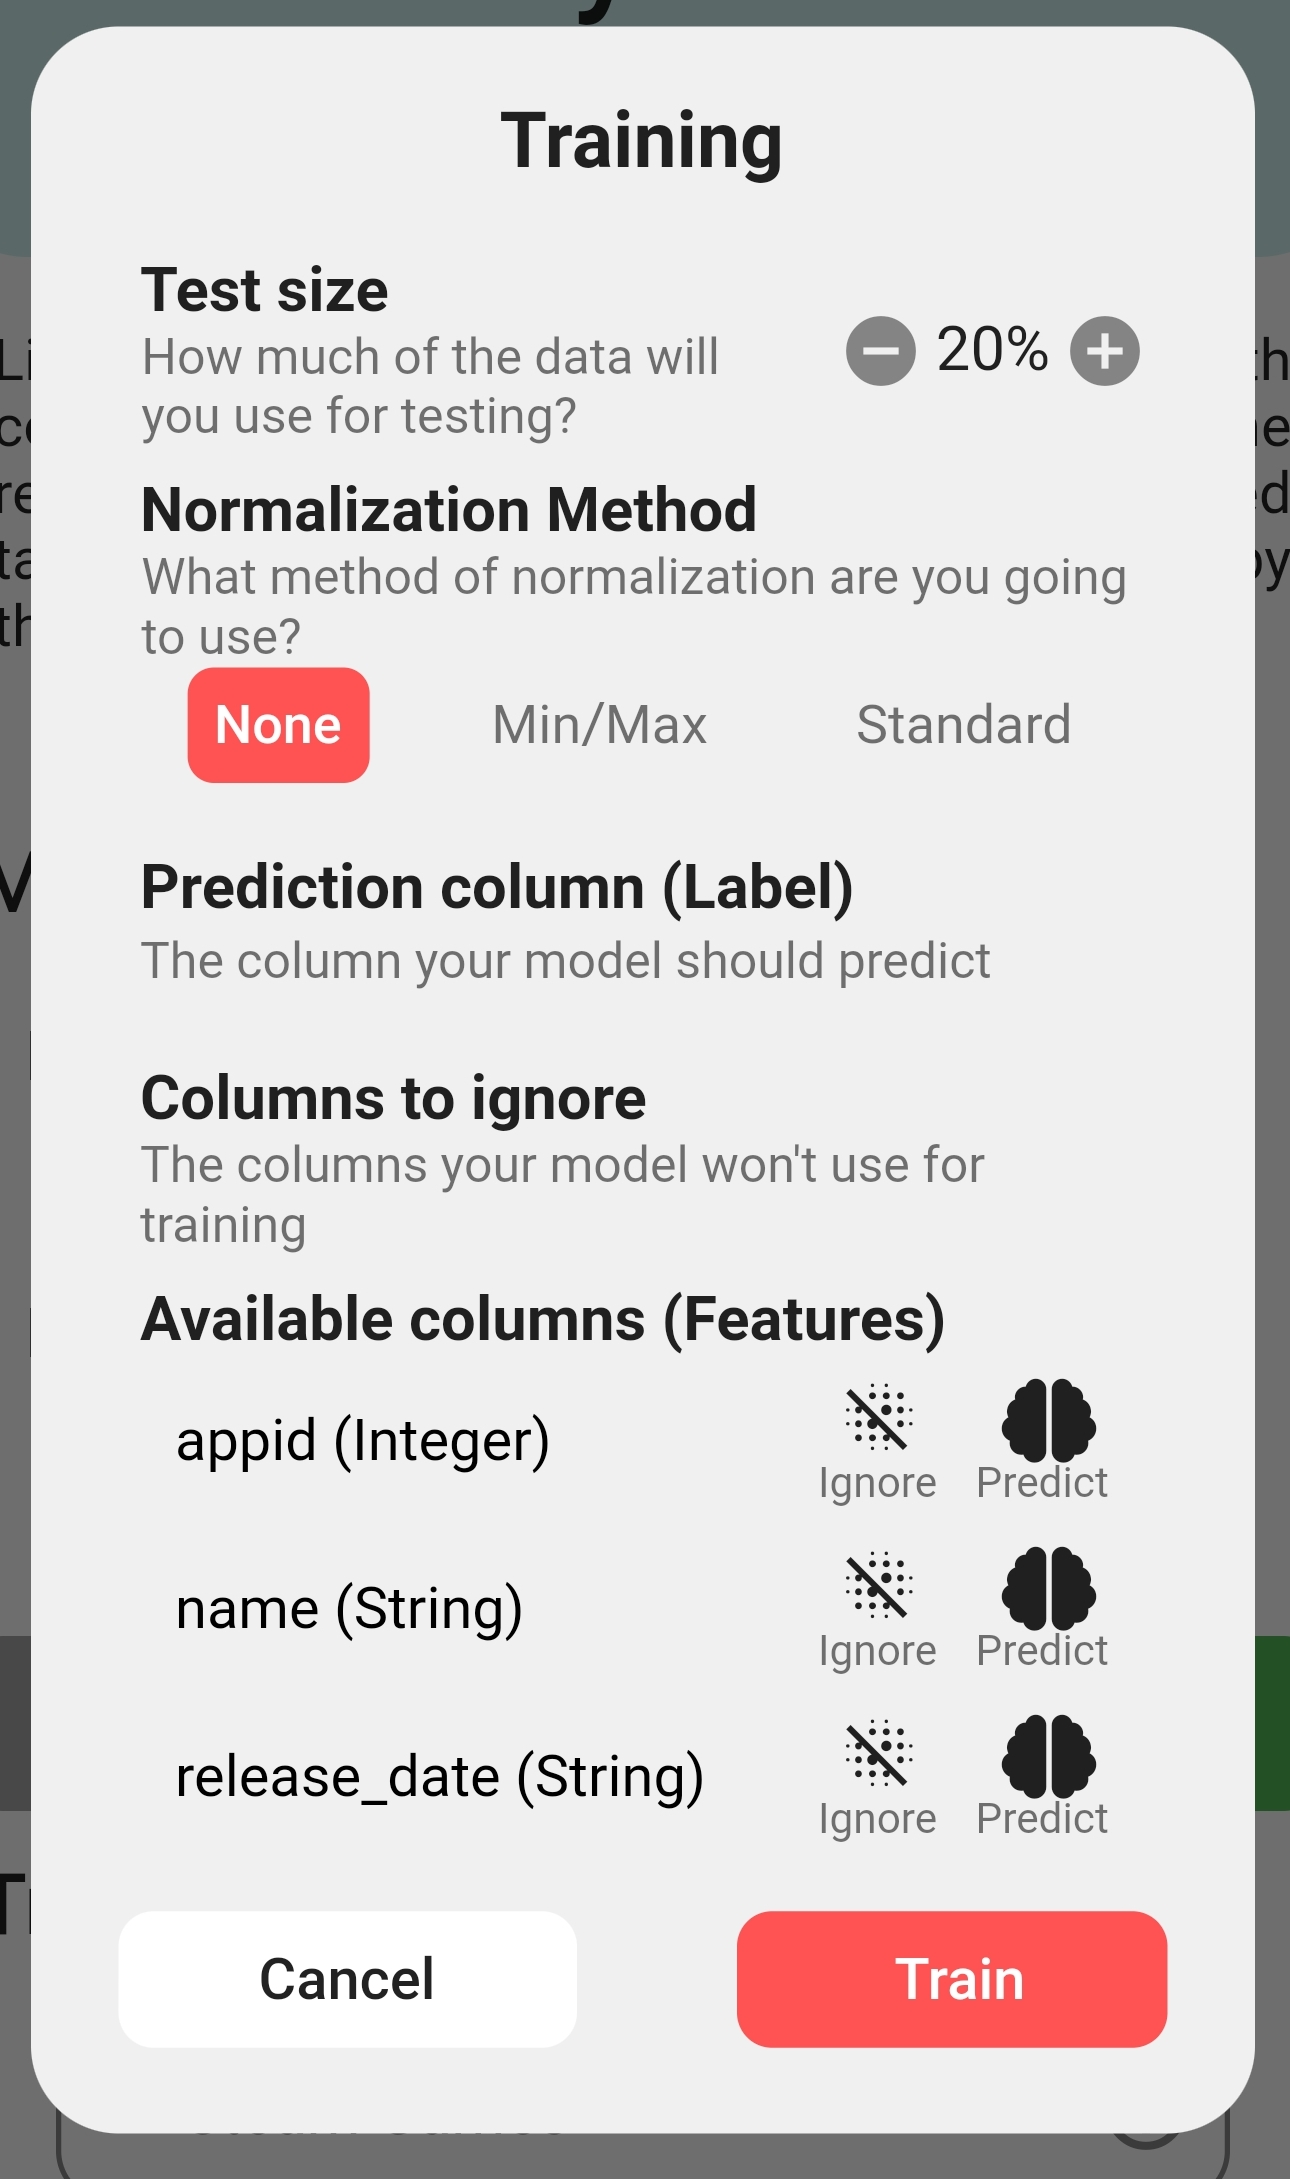 Training
Test size
How much of the data will
you use for testing?
20%
Normalization Method
What method of normalization are you going
to use?
None Min/Max Standard
Prediction column (Label)
The column your model should predict
Columns to ignore
The columns your model won't use for
training
Available columns (Features)
appid (Integer)
Ignore Predict
name (String)
Ignore Predict
release_date (String)
Ignore Predict
Cancel Train